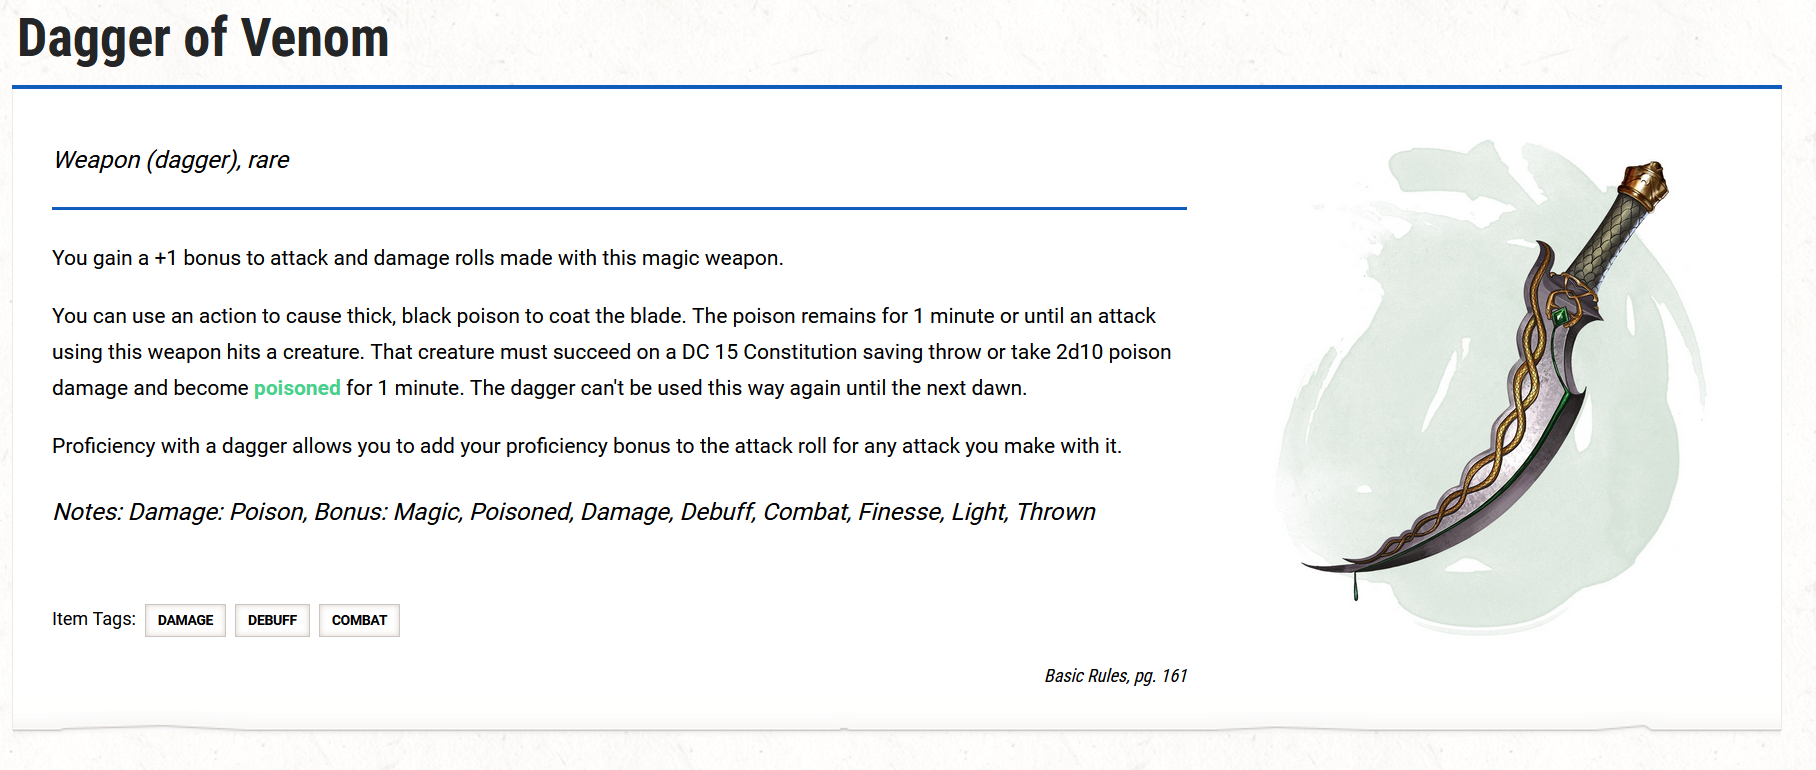 Dagger of Venom
Weapon (dagger), rare
You gain a +1 bonus to attack and damage rolls made with this magic weapon.
You can use an action to cause thick, black poison to coat the blade. The poison remains for 1 minute or until an attack
using this weapon hits a creature. That creature must succeed on a DC 15 Constitution saving throw or take 2d10 poison
damage and become poisoned for 1 minute. The dagger can't be used this way again until the next dawn.
Proficiency with a dagger allows you to add your proficiency bonus to the attack roll for any attack you make with it.
Notes: Damage: Poison, Bonus: Magic, Poisoned, Damage, Debuff, Combat, Finesse, Light, Thrown
Item Tags: DAMAGE DEBUFF COMBAT
Basic Rules, pg. 161